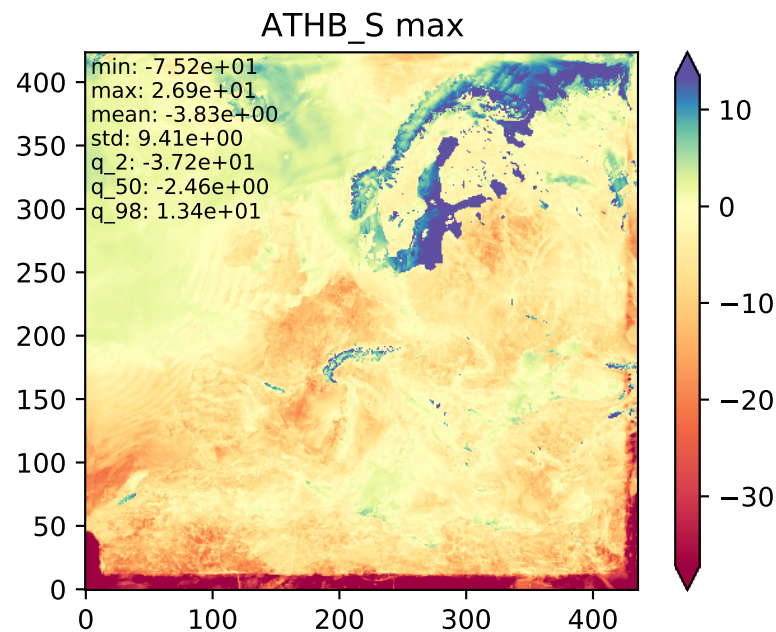 ATHB_S max
min: -7.52e+01
max: 2.69e+01
mean: -3.83e+00
std: 9.41e+00
q_2: -3.72e+01
q_50: -2.46e+00
q_98: 1.34e+01
400
350
300
250
200
150
100
50
0
0
100
200
300
400
10
0
−10
−20
−30